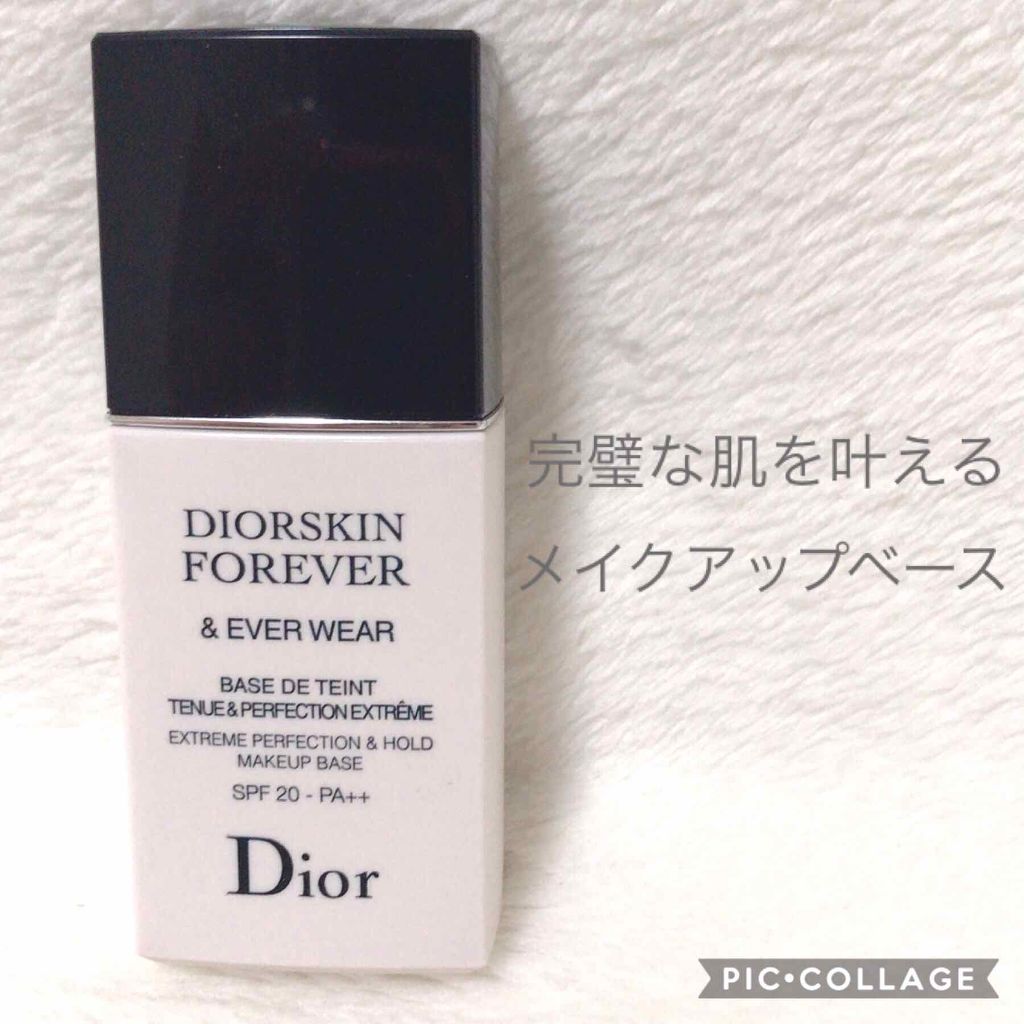 DIORSKIN
FOREVER
& EVER WEAR
BASE DE TEINT
TENUE & PERFECTION EXTRÊME
EXTREME PERFECTION & HOLD
MAKEUP BASE
SPF 20 - PA++
Dior
完璧な肌を叶える
メイクアップベース
PIC•COLLAGE